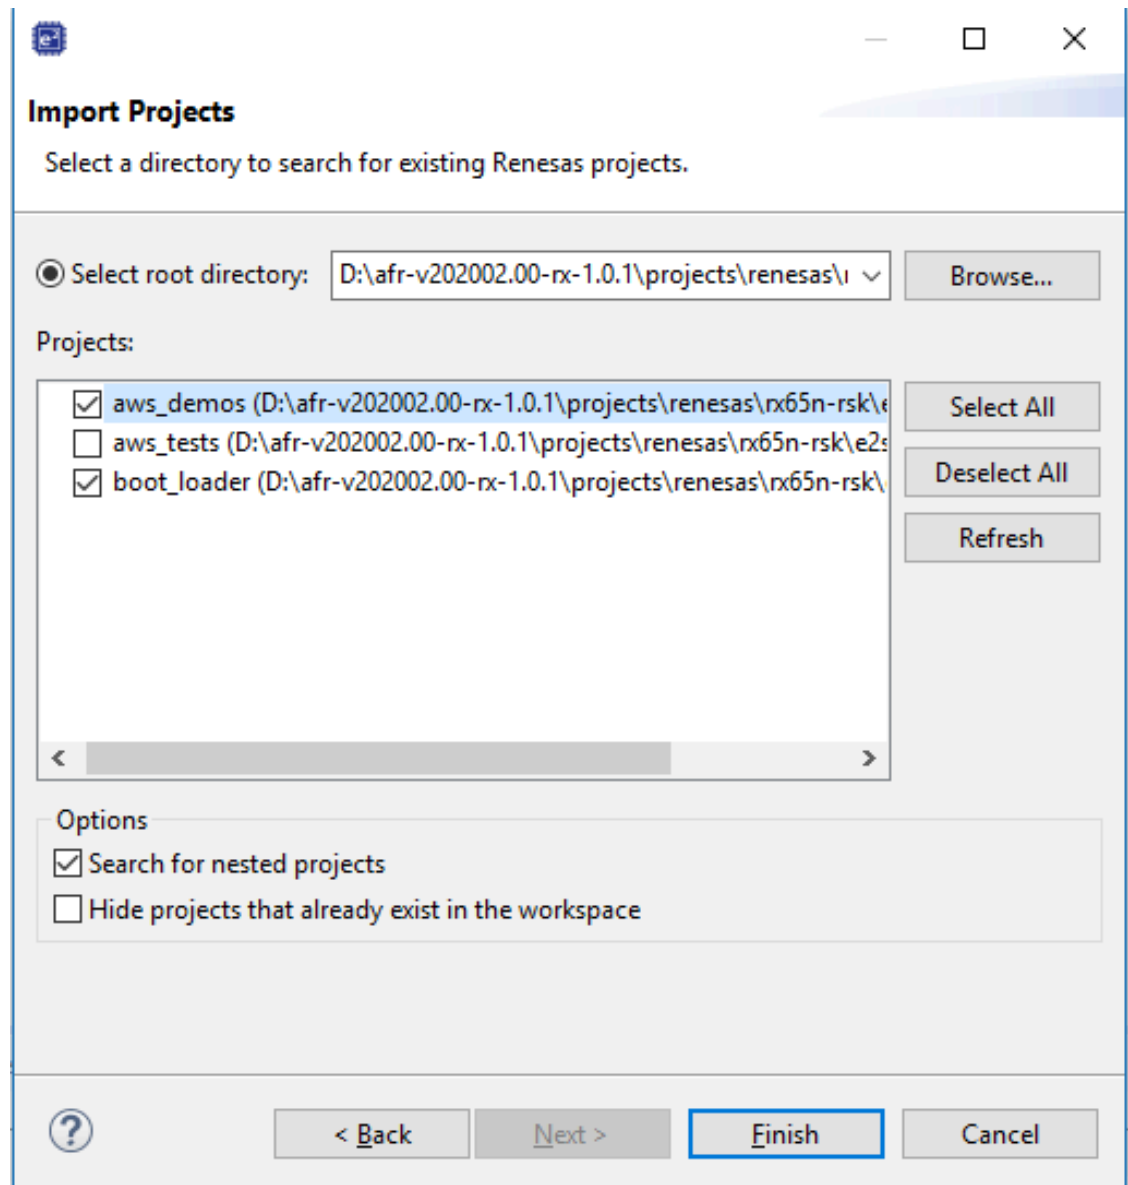 e²
Import Projects
Select a directory to search for existing Renesas projects.
Select root directory: D:\afr-v202002.00-rx-1.0.1\projects\renesas\ Browse...
Projects:
aws_demos (D:\afr-v202002.00-rx-1.0.1\projects\renesas\rx65n-rsk\e
aws_tests (D:\afr-v202002.00-rx-1.0.1\projects\renesas\rx65n-rsk\e2s
boot_loader (D:\afr-v202002.00-rx-1.0.1\projects\renesas\rx65n-rsk\
Select All
Deselect All
Refresh
Options
Search for nested projects
Hide projects that already exist in the workspace
? < Back Next > Finish Cancel